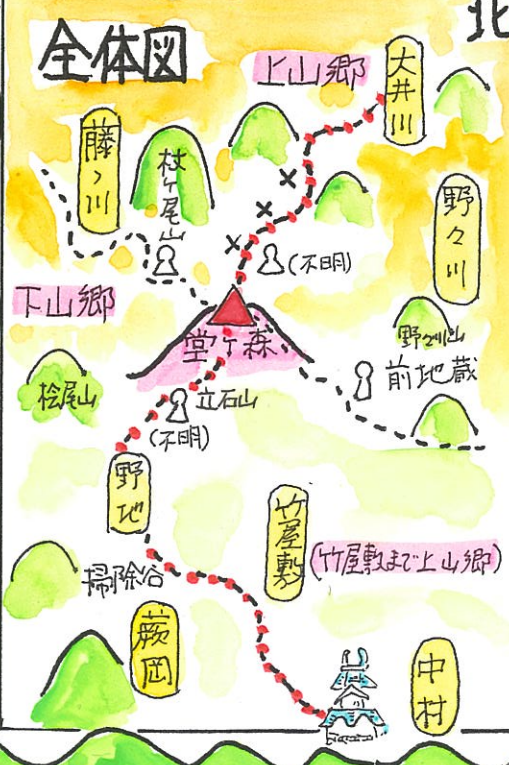 北
全体図
上山郷
大井川
藤ノ川
杖ケ尾山
野々川
(不明)
下山郷
堂ヶ森
野々川山
前地蔵
桧尾山
立石山
(不明)
野地
竹屋敷
(竹屋敷まで上山郷)
掃除谷
蕨岡
中村